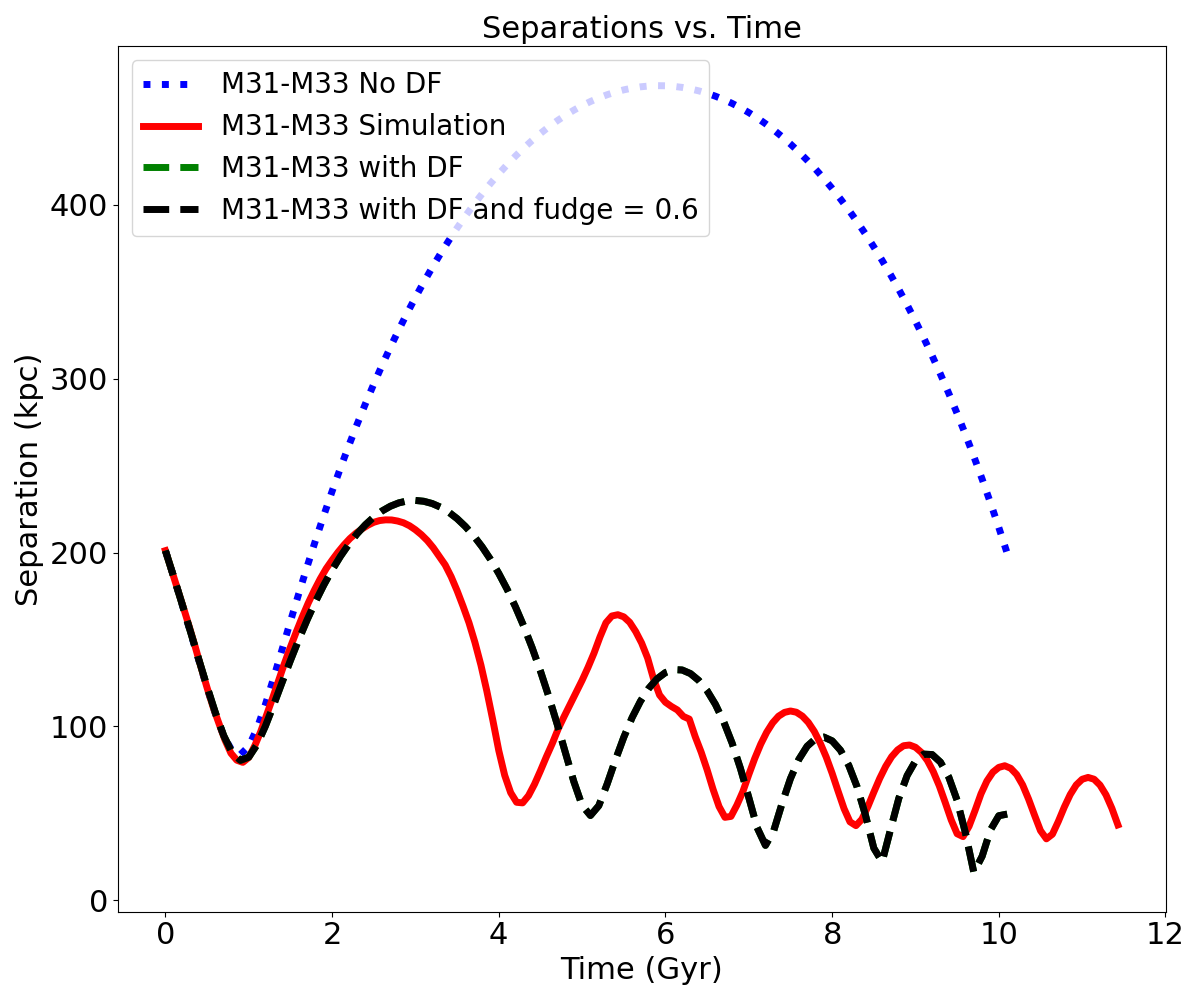 Separations vs. Time
M31-M33 No DF
M31-M33 Simulation
M31-M33 with DF
M31-M33 with DF and fudge = 0.6
Separation (kpc)
400
300
200
100
0
0 2 4 6 8 10 12
Time (Gyr)